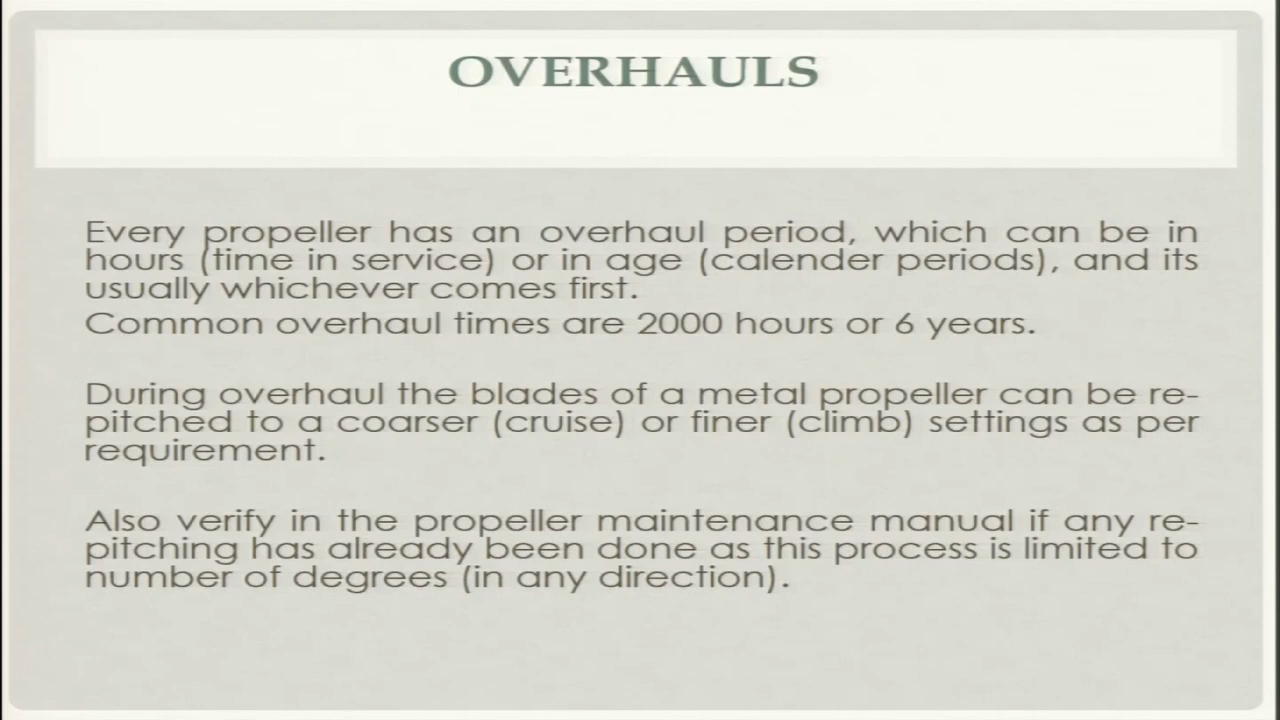 OVERHAULS
Every propeller has an overhaul period, which can be in
hours (time in service) or in age (calender periods), and its
usually whichever comes first.
Common overhaul times are 2000 hours or 6 years.
During overhaul the blades of a metal propeller can be re-
pitched to a coarser (cruise) or finer (climb) settings as per
requirement.
Also verify in the propeller maintenance manual if any re-
pitching has already been done as this process is limited to
number of degrees (in any direction).